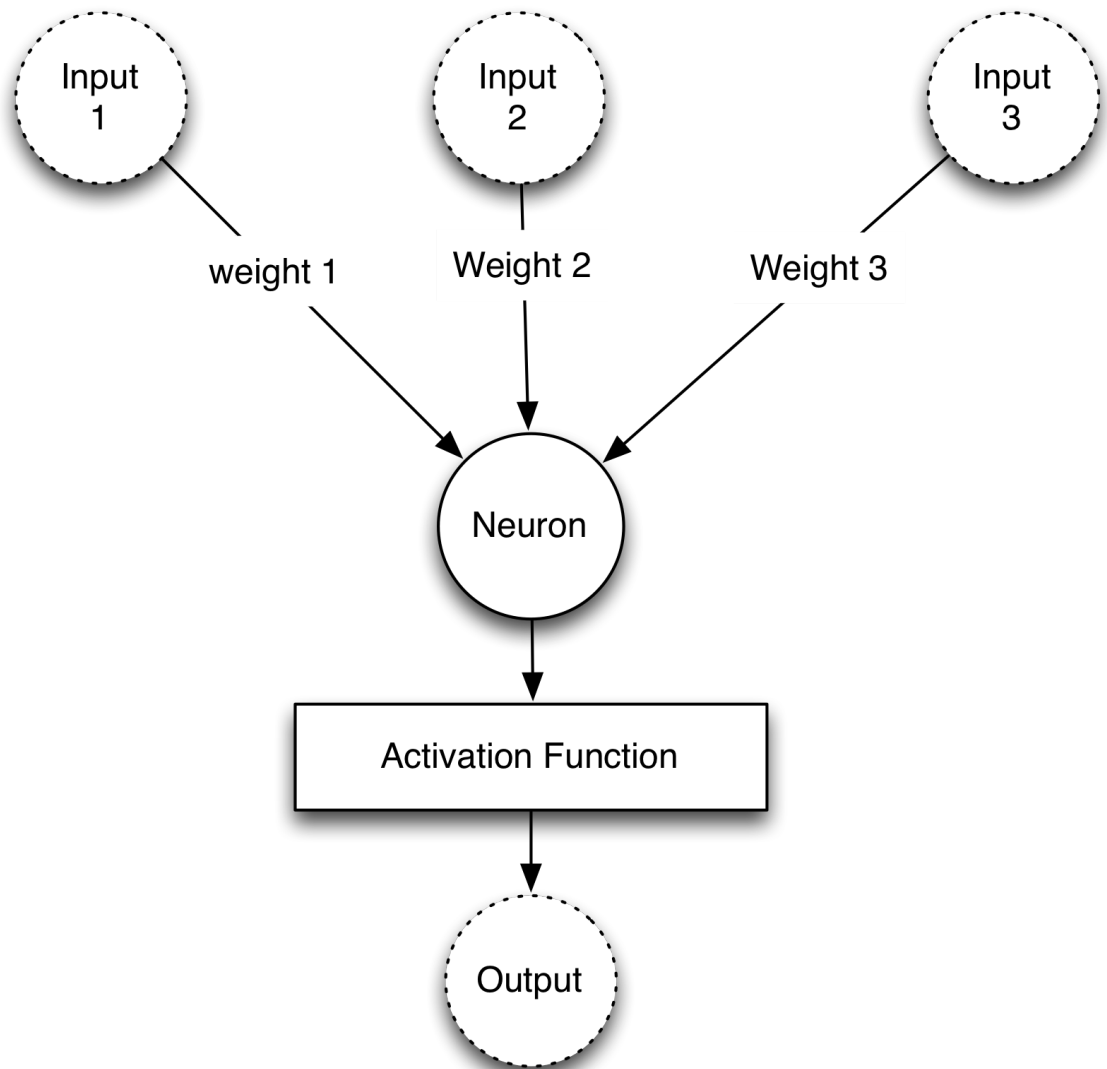 Input
1
Input
2
Input
3
weight 1
Weight 2
Weight 3
Neuron
Activation Function
Output